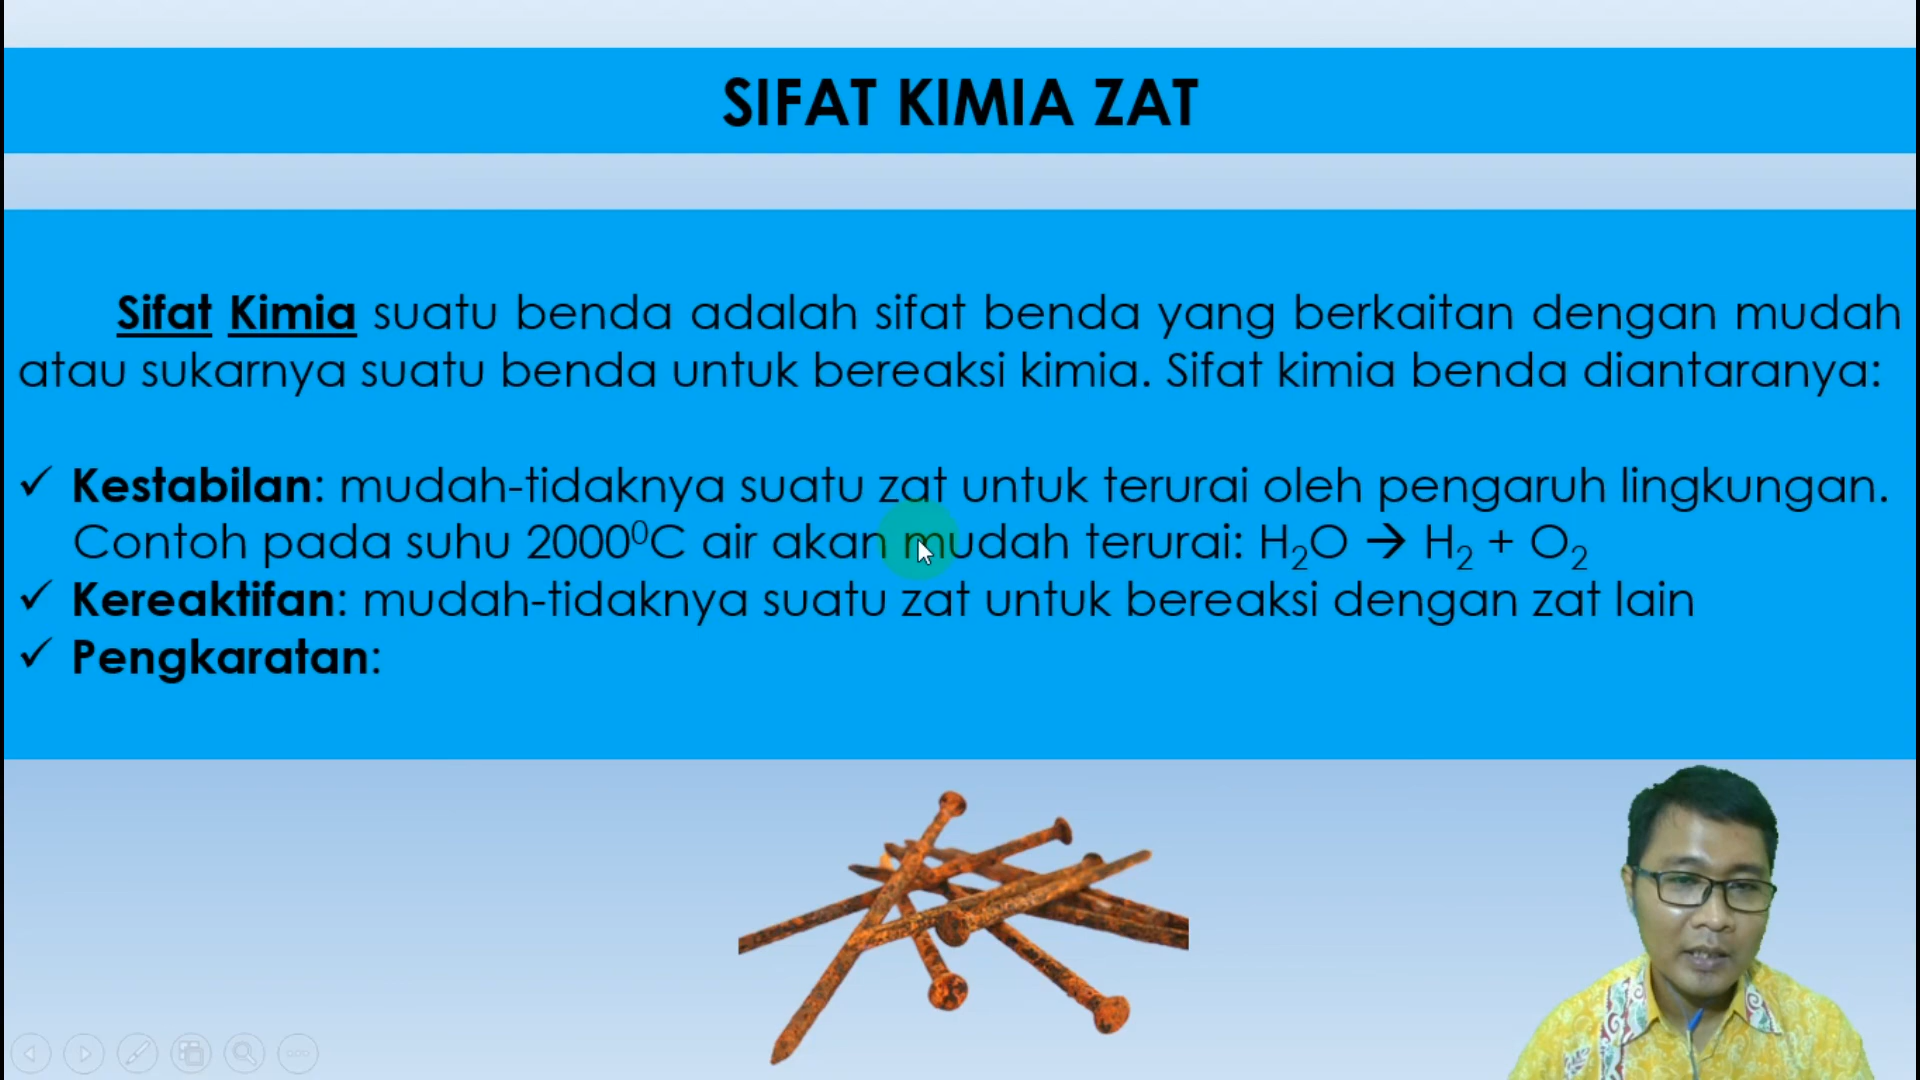 SIFAT KIMIA ZAT
Sifat Kimia suatu benda adalah sifat benda yang berkaitan dengan mudah
atau sukarnya suatu benda untuk bereaksi kimia. Sifat kimia benda diantaranya:
✓ Kestabilan: mudah-tidaknya suatu zat untuk terurai oleh pengaruh lingkungan.
Contoh pada suhu 2000⁰C air akan mudah terurai: H₂O → H₂ + O₂
✓ Kereaktifan: mudah-tidaknya suatu zat untuk bereaksi dengan zat lain
✓ Pengkaratan: